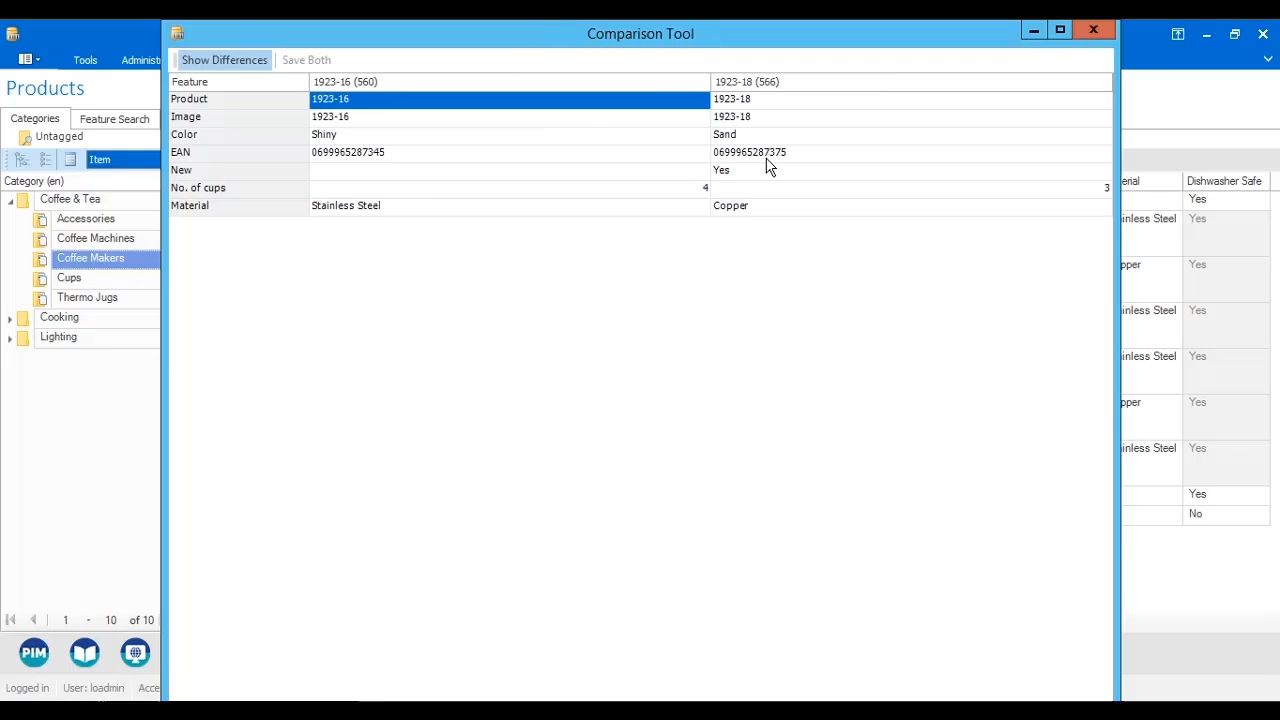 Comparison Tool
Tools
Administ
Show Differences
Save Both
Products
Feature
1923-16 (560)
1923-18 (566)
Product
1923-16
1923-18
Categories
Feature Search
Image
1923-16
1923-18
Untagged
Color
Shiny
Sand
Item
EAN
0699965287345
0699965287375
New
Yes
Category (en)
erial
Dishwasher Safe
No. of cups
4
3
Coffee & Tea
Yes
Material
Stainless Steel
Copper
Accessories
inless Steel
Yes
Coffee Machines
Coffee Makers
pper
Yes
Cups
Thermo Jugs
inless Steel
Yes
Cooking
Lighting
inless Steel
Yes
pper
Yes
inless Steel
Yes
Yes
No
1 - 10 of 10
PIM
Logged in
User: loadmin
Acce